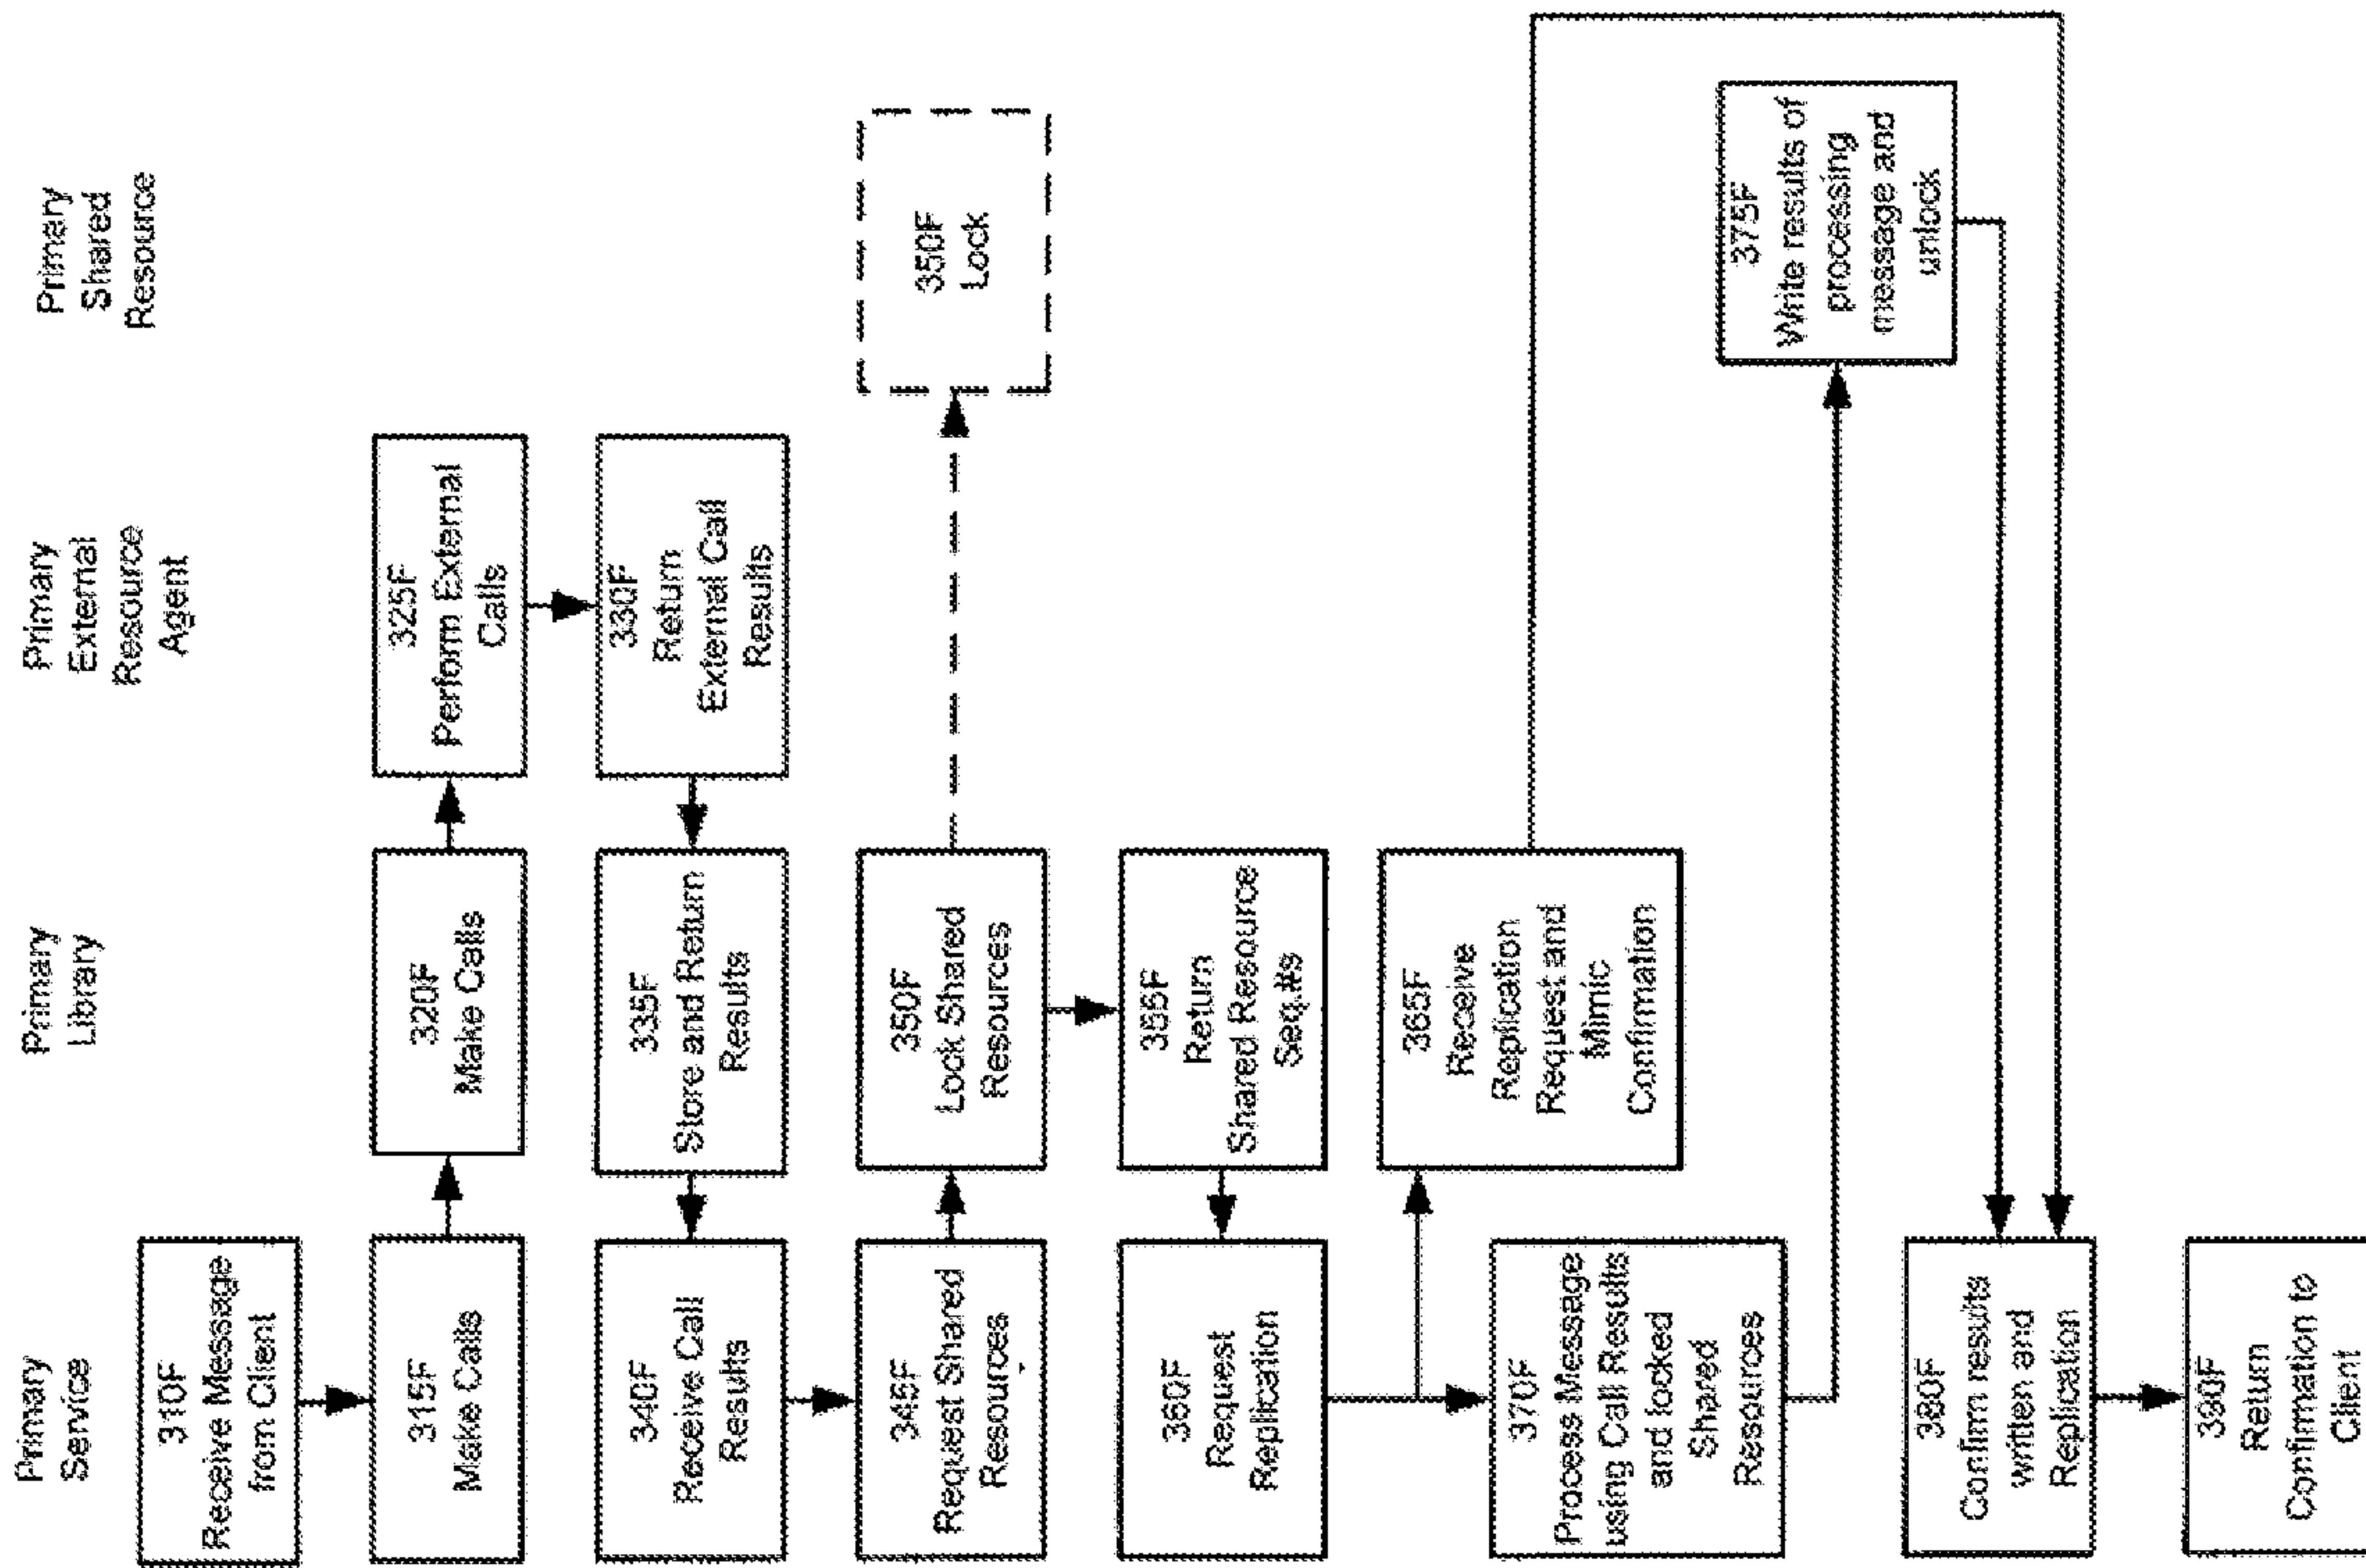 Primary
Service
Primary
Library
Primary
External
Resource
Agent
Primary
Shared
Resource
310F
Receive Message
from Client
315F
Make Calls
320F
Make Calls
325F
Perform External
Calls
330F
Return
External Call
Results
335F
Store and Return
Results
340F
Receive Call
Results
345F
Request Shared
Resources
350F
Lock Shared
Resources
350F
Lock
355F
Return
Shared Resource
Seq.#s
360F
Request
Replication
365F
Receive
Replication
Request and
Mimic
Confirmation
370F
Process Message
using Call Results
and locked
Shared
Resources
375F
Write results of
processing
message and
unlock
380F
Confirm results
written and
Replication
390F
Return
Confirmation to
Client